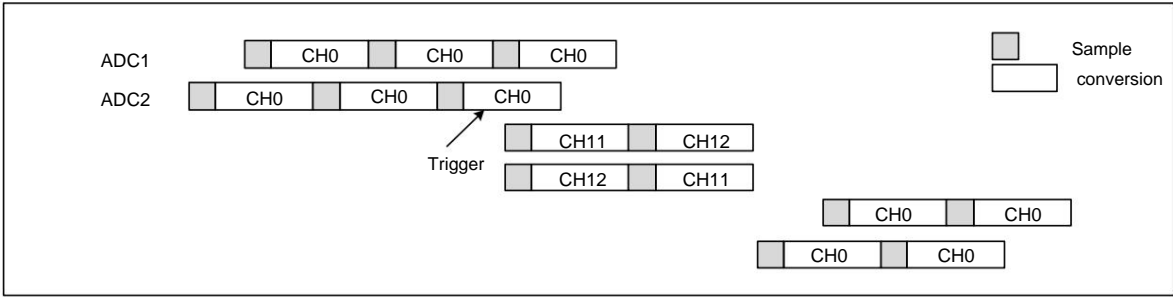 ADC1 CH0 CH0 CH0 Sample
ADC2 CH0 CH0 CH0 conversion
Trigger CH11 CH12
CH12 CH11
CH0 CH0
CH0 CH0